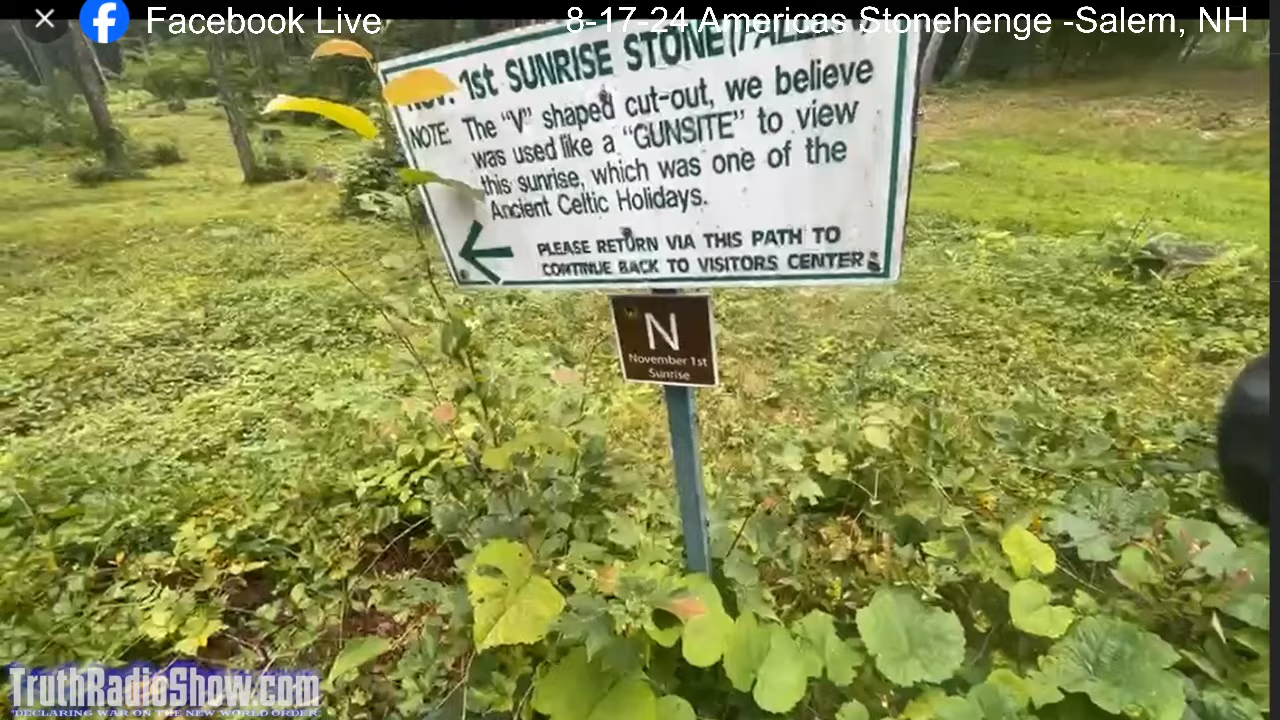 Facebook Live
8-17-24 Americas Stonehenge -Salem, NH
1st SUNRISE STONE
NOTE: The "V" shaped cut-out, we believe
was used like a "GUNSITE" to view
this sunrise, which was one of the
Ancient Celtic Holidays.
PLEASE RETURN VIA THIS PATH TO
CONTINUE BACK TO VISITORS CENTER
N
November 1st
Sunrise
TruthRadioShow.com
"DECLARING WAR ON THE NEW WORLD ORDER"